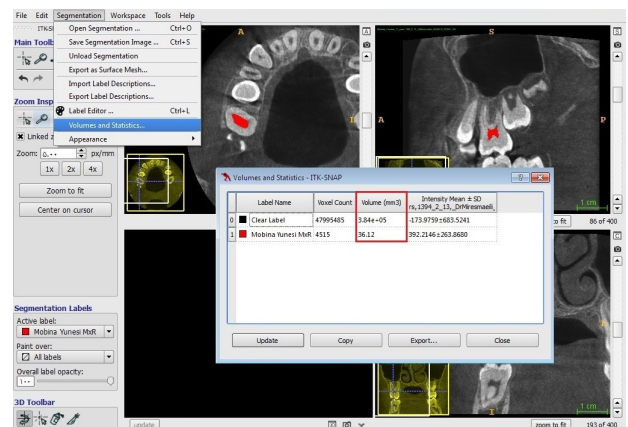 File Edit Segmentation Workspace Tools Help
Open Segmentation ... Ctrl+O
Save Segmentation Image ... Ctrl+S
Unload Segmentation
Export as Surface Mesh...
Import Label Descriptions...
Export Label Descriptions...
Label Editor ... Ctrl+L
Volumes and Statistics...
Appearance
Main Toolb
Zoom Insp
Linked z
Zoom: px/mm
1x 2x 4x
Zoom to fit
Center on cursor
Segmentation Labels
Active label:
Mobina Yunesi MxR
Paint over:
All labels
Overall label opacity:
3D Toolbar
A
A
S
S
A
P
1 cm
to fit 86 of 400
Volumes and Statistics - ITK-SNAP
Label Name Voxel Count Volume (mm3) Intensity Mean ± SD
rs,1394_2_13,_DrMiresmaeili_
0 Clear Label 47995485 3.84e+05 -173.9759±683.5241
1 Mobina Yunesi MxR 4515 36.12 392.2146±263.8680
Update Copy Export... Close
C
I
1 cm
update
zoom to fit 193 of 400